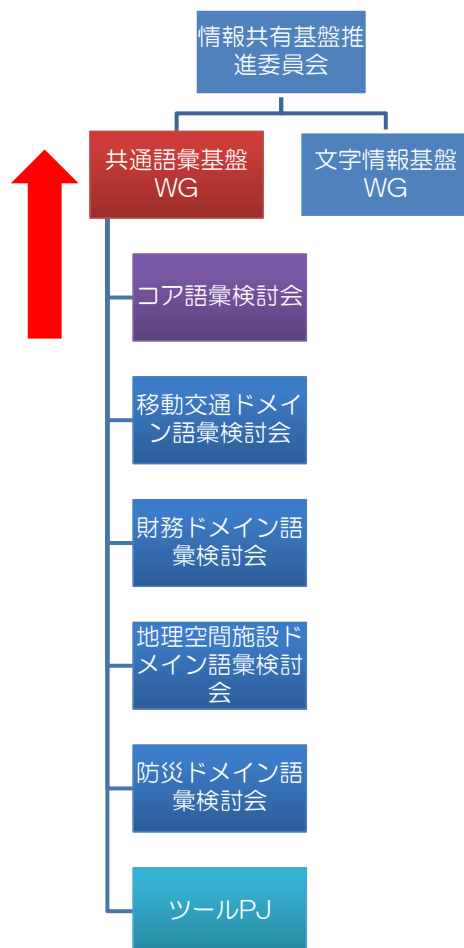 情報共有基盤推
進委員会
共通語彙基盤
WG
文字情報基盤
WG
コア語彙検討会
移動交通ドメイ
ン語彙検討会
財務ドメイン語
彙検討会
地理空間施設ド
メイン語彙検討
会
防災ドメイン語
彙検討会
ツールPJ